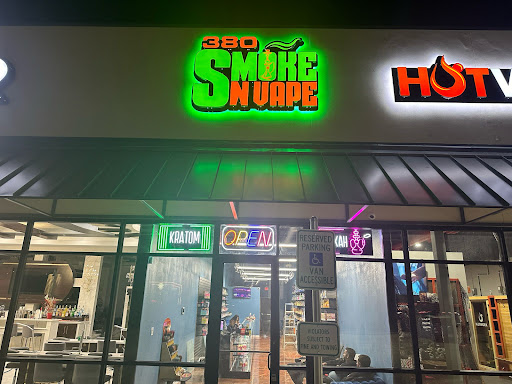 380
SMOKE
N VAPE
HOT
KRATOM
OPEN
KAH
RESERVED
PARKING
VAN
ACCESSIBLE